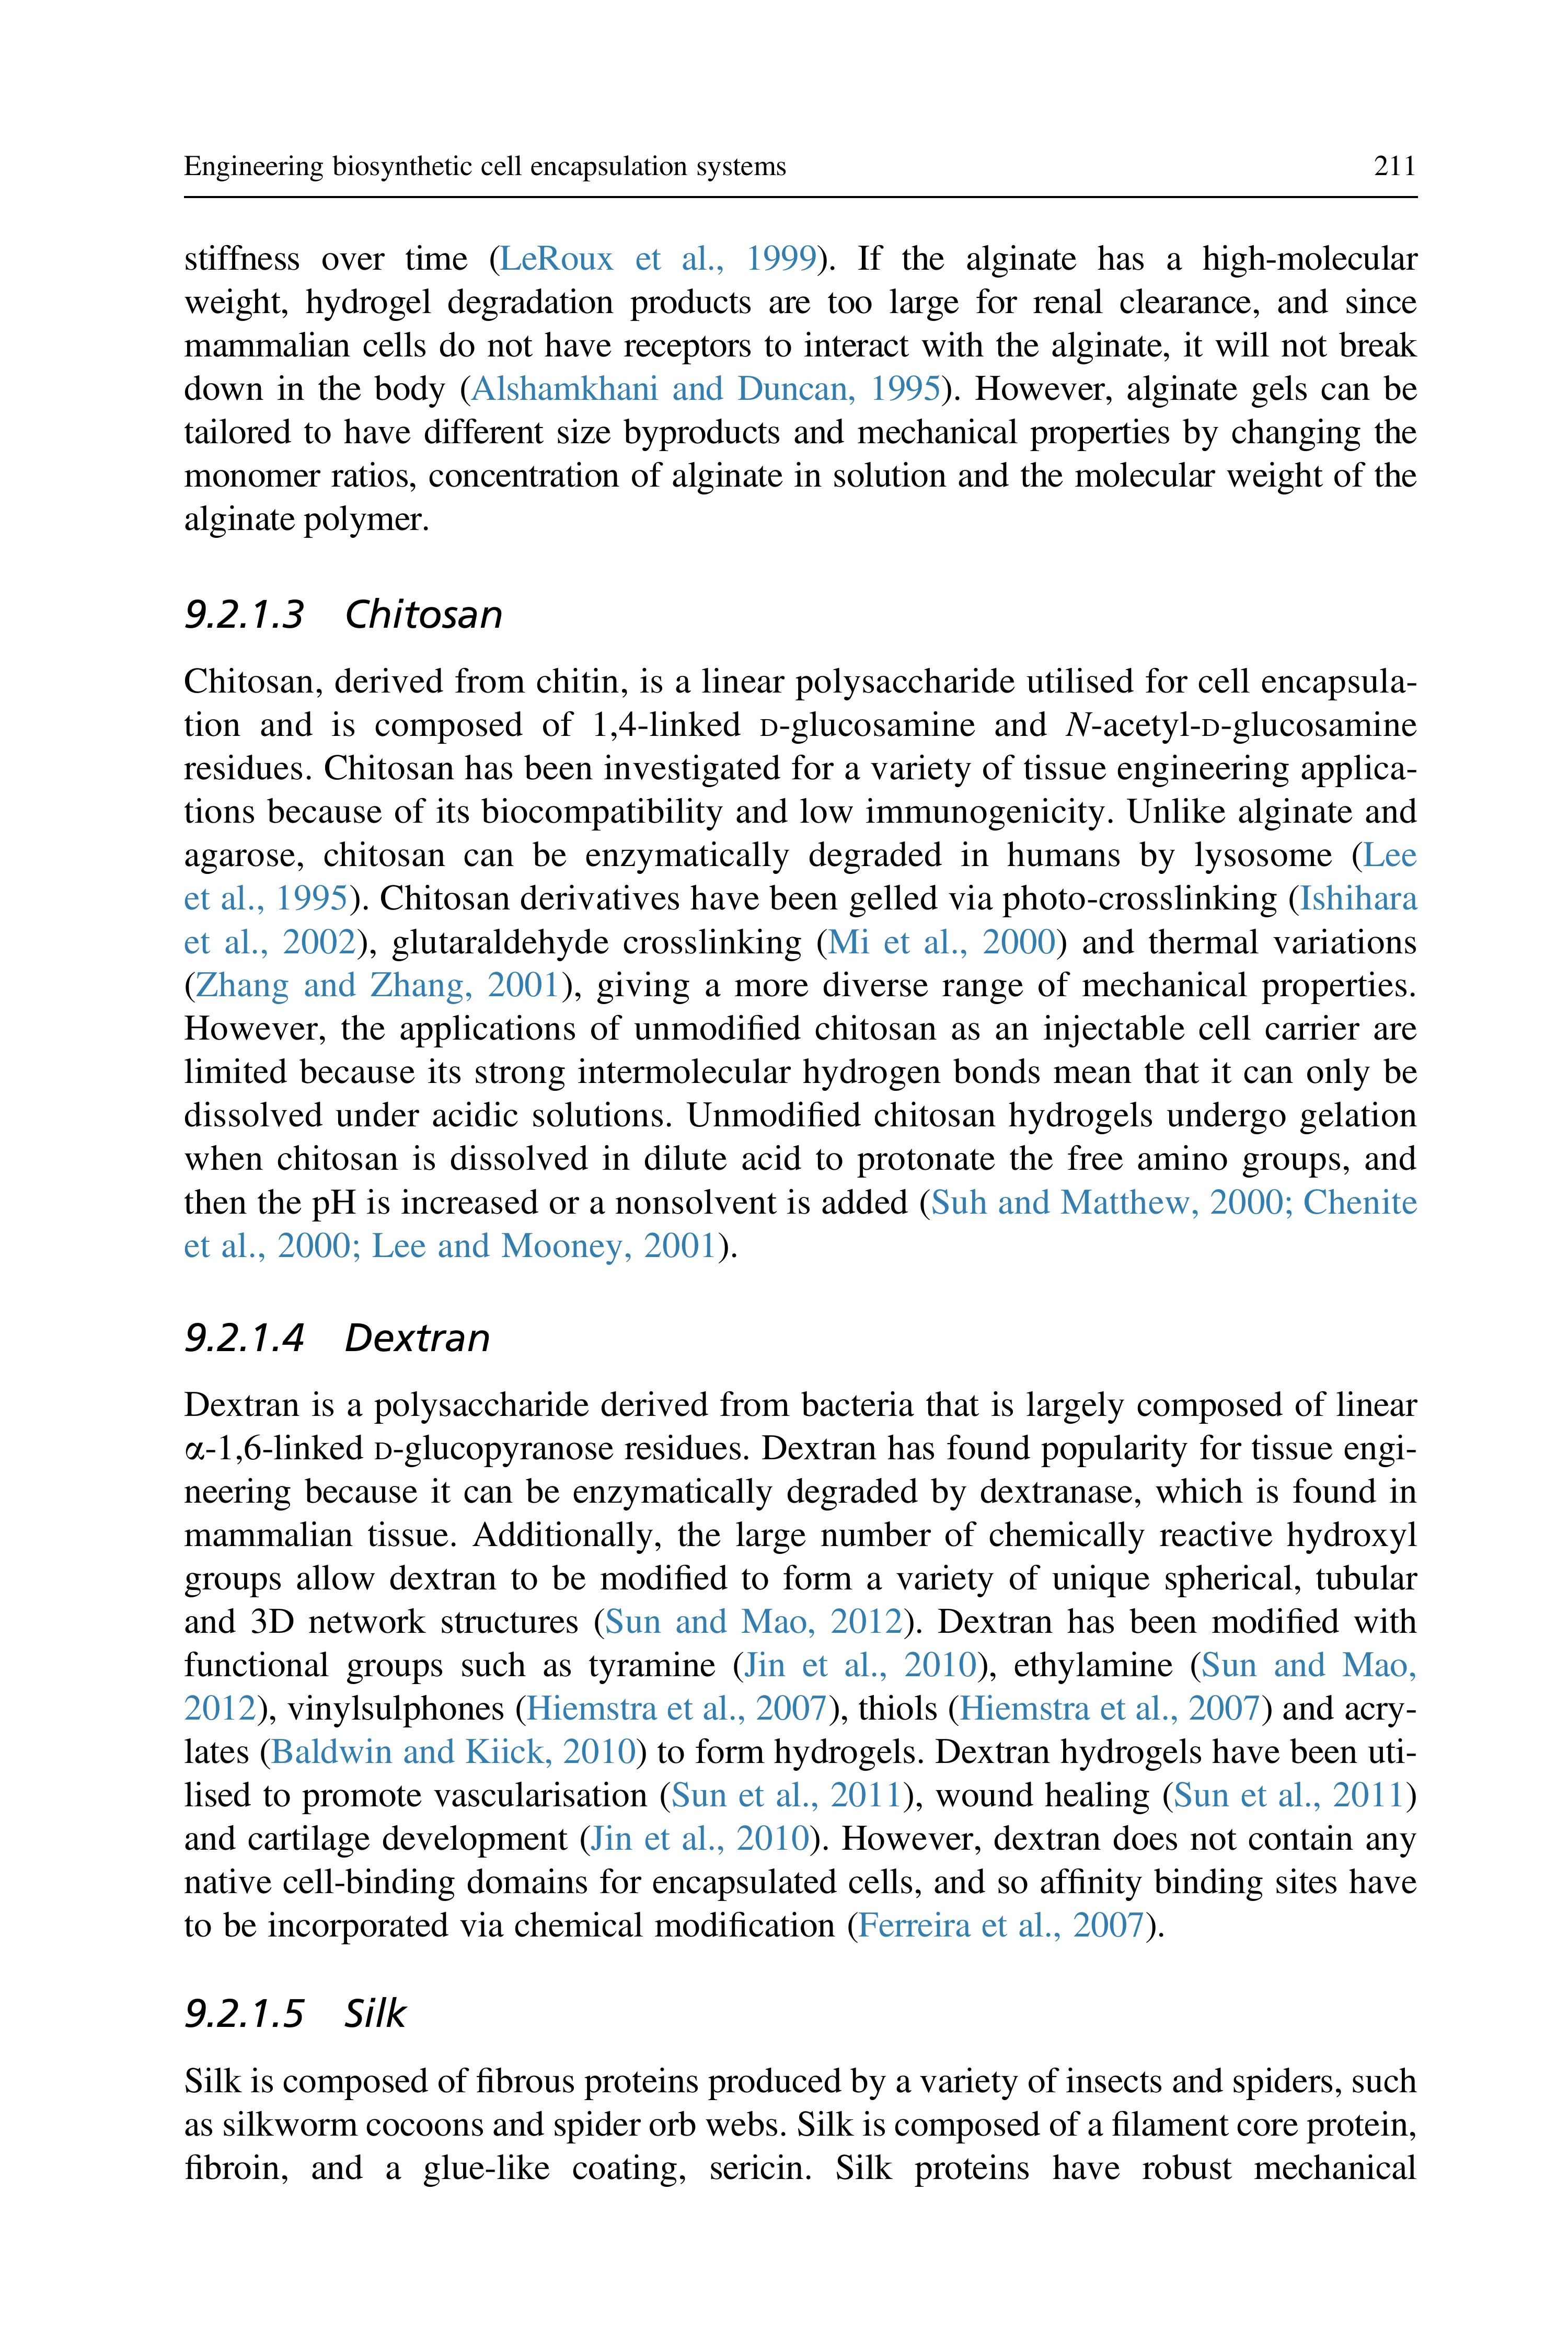 Engineering biosynthetic cell encapsulation systems 211
stiffness over time (LeRoux et al., 1999). If the alginate has a high-molecular
weight, hydrogel degradation products are too large for renal clearance, and since
mammalian cells do not have receptors to interact with the alginate, it will not break
down in the body (Alshamkhani and Duncan, 1995). However, alginate gels can be
tailored to have different size byproducts and mechanical properties by changing the
monomer ratios, concentration of alginate in solution and the molecular weight of the
alginate polymer.
9.2.1.3 Chitosan
Chitosan, derived from chitin, is a linear polysaccharide utilised for cell encapsula-
tion and is composed of 1,4-linked D-glucosamine and N-acetyl-D-glucosamine
residues. Chitosan has been investigated for a variety of tissue engineering applica-
tions because of its biocompatibility and low immunogenicity. Unlike alginate and
agarose, chitosan can be enzymatically degraded in humans by lysosome (Lee
et al., 1995). Chitosan derivatives have been gelled via photo-crosslinking (Ishihara
et al., 2002), glutaraldehyde crosslinking (Mi et al., 2000) and thermal variations
(Zhang and Zhang, 2001), giving a more diverse range of mechanical properties.
However, the applications of unmodified chitosan as an injectable cell carrier are
limited because its strong intermolecular hydrogen bonds mean that it can only be
dissolved under acidic solutions. Unmodified chitosan hydrogels undergo gelation
when chitosan is dissolved in dilute acid to protonate the free amino groups, and
then the pH is increased or a nonsolvent is added (Suh and Matthew, 2000; Chenite
et al., 2000; Lee and Mooney, 2001).
9.2.1.4 Dextran
Dextran is a polysaccharide derived from bacteria that is largely composed of linear
α-1,6-linked D-glucopyranose residues. Dextran has found popularity for tissue engi-
neering because it can be enzymatically degraded by dextranase, which is found in
mammalian tissue. Additionally, the large number of chemically reactive hydroxyl
groups allow dextran to be modified to form a variety of unique spherical, tubular
and 3D network structures (Sun and Mao, 2012). Dextran has been modified with
functional groups such as tyramine (Jin et al., 2010), ethylamine (Sun and Mao,
2012), vinylsulphones (Hiemstra et al., 2007), thiols (Hiemstra et al., 2007) and acry-
lates (Baldwin and Kiick, 2010) to form hydrogels. Dextran hydrogels have been uti-
lised to promote vascularisation (Sun et al., 2011), wound healing (Sun et al., 2011)
and cartilage development (Jin et al., 2010). However, dextran does not contain any
native cell-binding domains for encapsulated cells, and so affinity binding sites have
to be incorporated via chemical modification (Ferreira et al., 2007).
9.2.1.5 Silk
Silk is composed of fibrous proteins produced by a variety of insects and spiders, such
as silkworm cocoons and spider orb webs. Silk is composed of a filament core protein,
fibroin, and a glue-like coating, sericin. Silk proteins have robust mechanical